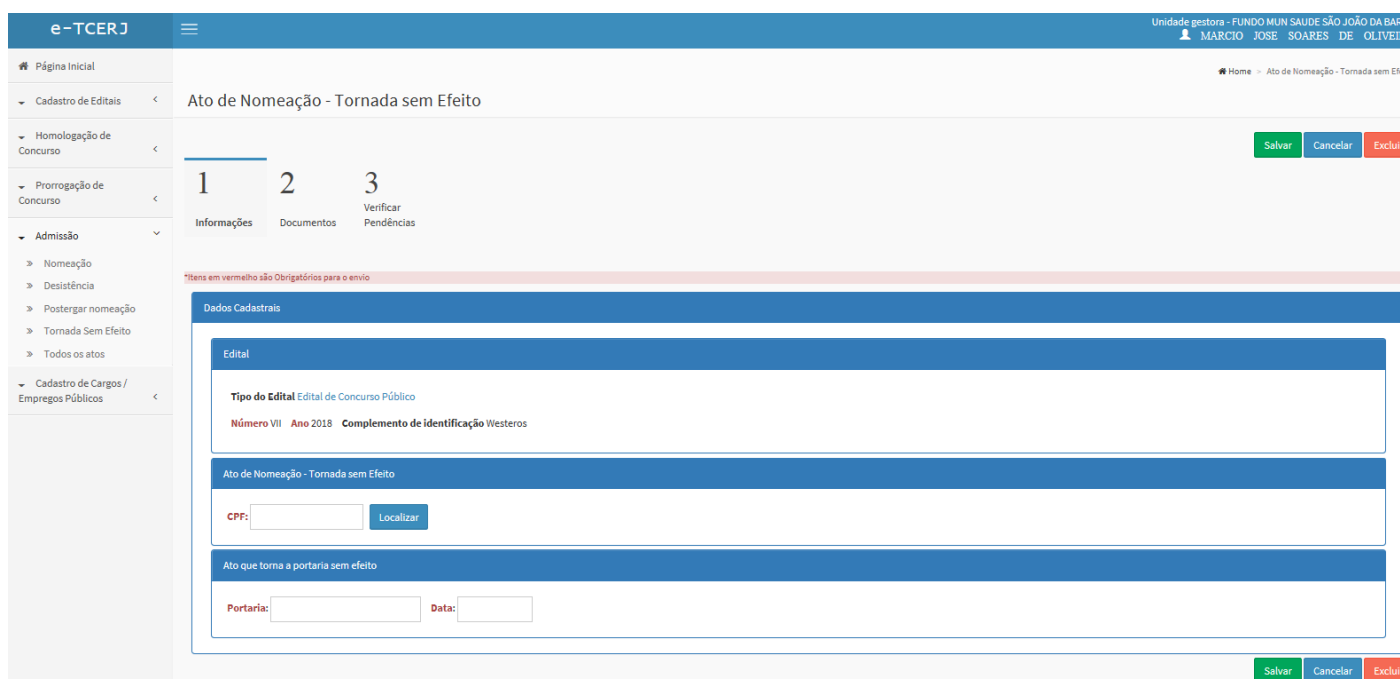 e-TCERJ
Unidade gestora - FUNDO MUN SAUDE SÃO JOÃO DA BAR
MARCIO JOSE SOARES DE OLIVEI
Página Inicial
Home > Ato de Nomeação - Tornada sem Efe
Cadastro de Editais
Ato de Nomeação - Tornada sem Efeito
Homologação de
Concurso
Salvar Cancelar Exclui
Prorrogação de
Concurso
1 Informações
2 Documentos
3 Verificar
Pendências
Admissão
» Nomeação
» Desistência
» Postergar nomeação
» Tornada Sem Efeito
» Todos os atos
Cadastro de Cargos /
Empregos Públicos
*Itens em vermelho são Obrigatórios para o envio
Dados Cadastrais
Edital
Tipo do Edital Edital de Concurso Público
Número VII Ano 2018 Complemento de identificação Westeros
Ato de Nomeação - Tornada sem Efeito
CPF: Localizar
Ato que torna a portaria sem efeito
Portaria: Data:
Salvar Cancelar Exclui